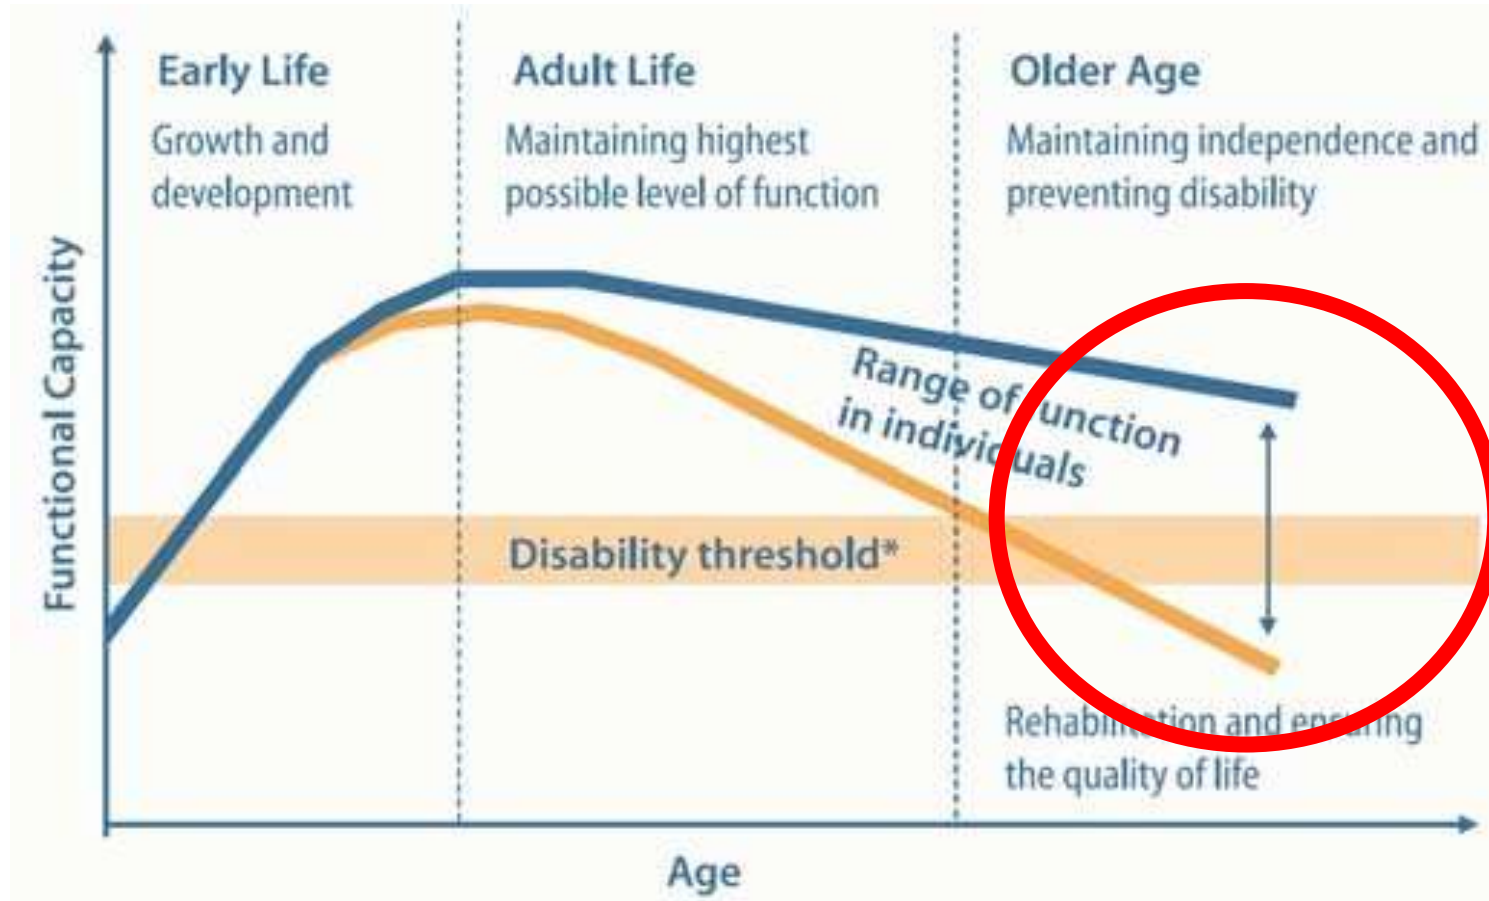 Early Life
Growth and
development
Adult Life
Maintaining highest
possible level of function
Older Age
Maintaining independence and
preventing disability
Functional Capacity
Range of function
in individuals
Disability threshold*
Rehabilitation and ensuring
the quality of life
Age